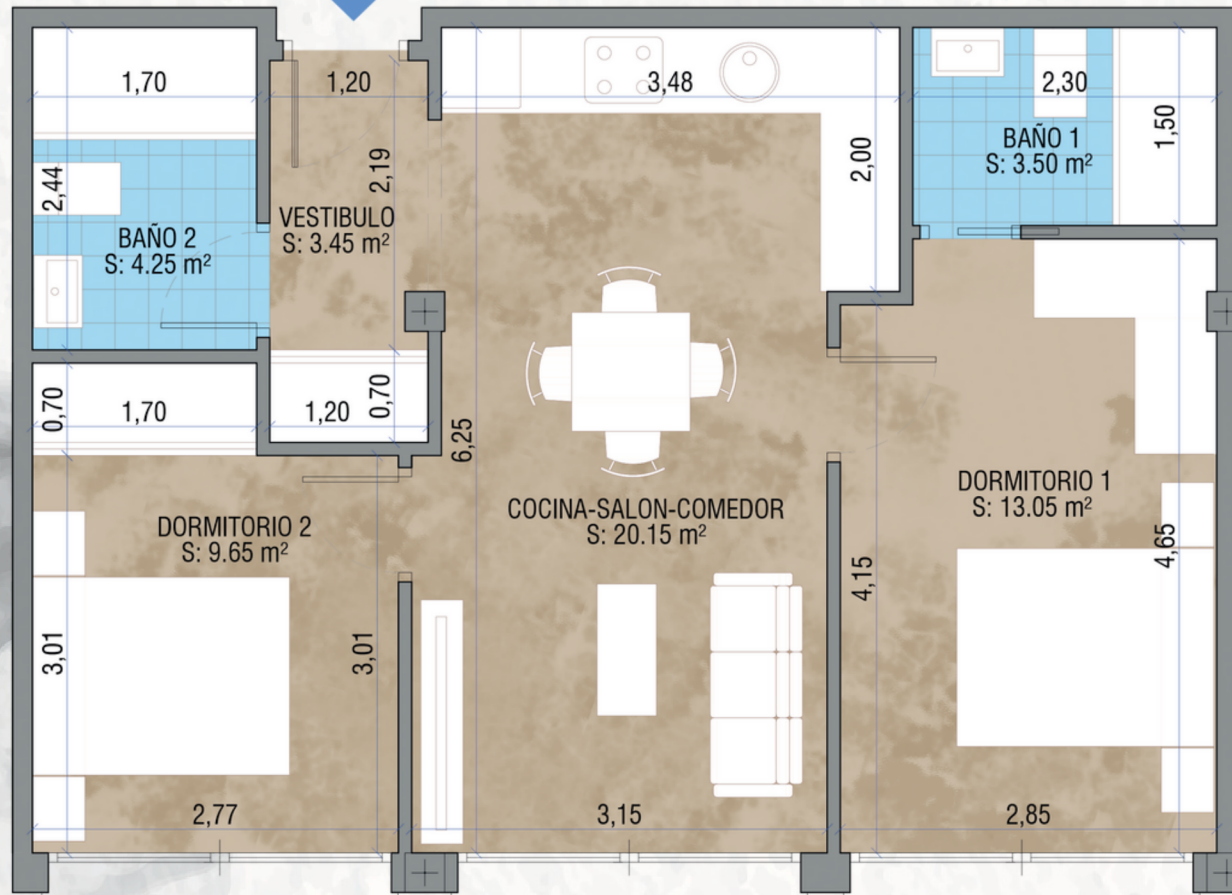 1,70
1,20
3,48
2,30
1,50
BAÑO 1
S: 3.50 m²
2,44
2,19
2,00
VESTIBULO
S: 3.45 m²
BAÑO 2
S: 4.25 m²
0,70
1,70
1,20
0,70
6,25
DORMITORIO 1
S: 13.05 m²
COCINA-SALON-COMEDOR
S: 20.15 m²
DORMITORIO 2
S: 9.65 m²
4,65
4,15
3,01
3,01
2,77
3,15
2,85